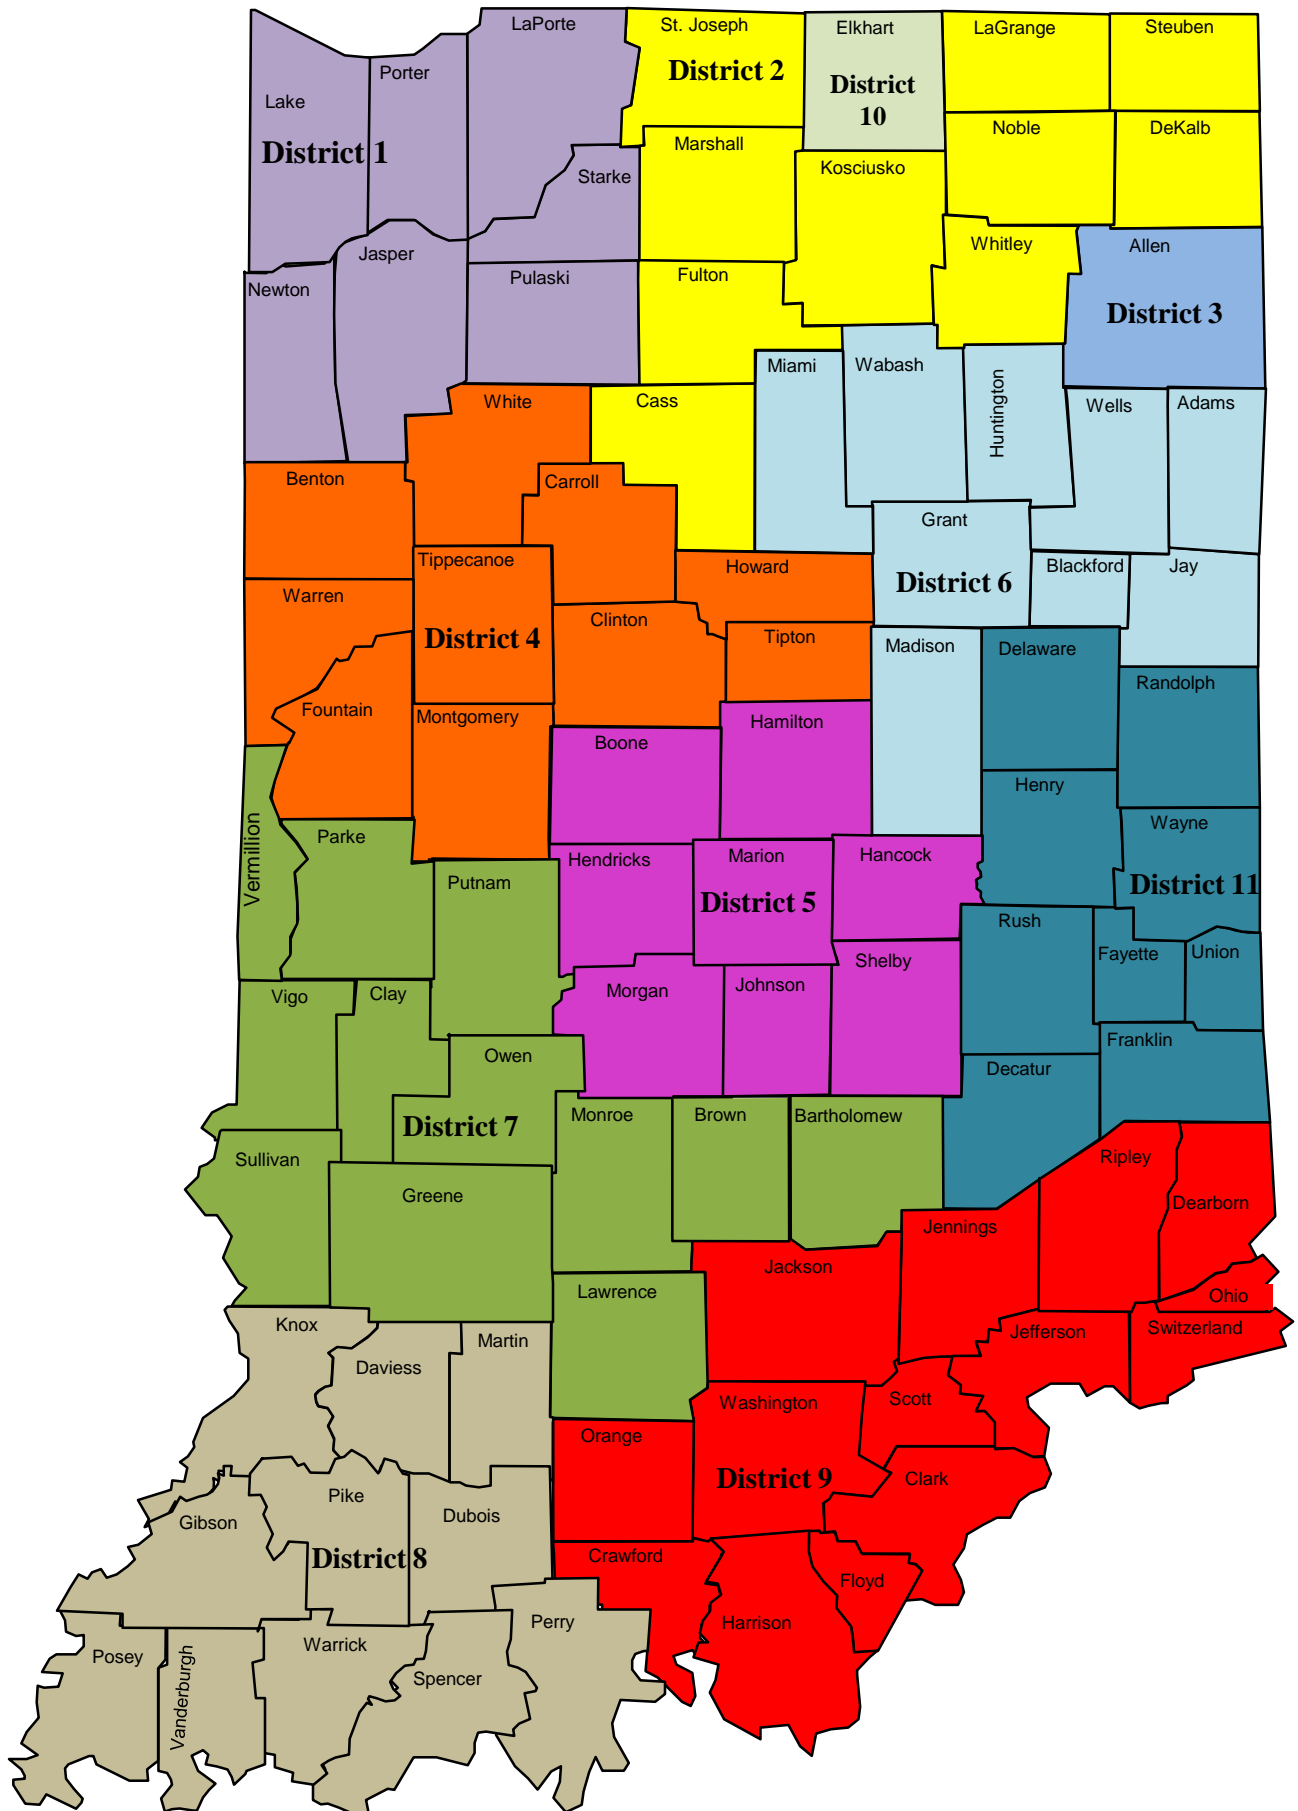 LaPorte
St. Joseph
Elkhart
LaGrange
Steuben
Porter
District 2
District
10
Lake
Noble
DeKalb
Marshall
District 1
Kosciusko
Starke
Jasper
Whitley
Allen
Newton
Pulaski
Fulton
District 3
Miami
Wabash
Huntington
White
Cass
Wells
Adams
Benton
Carroll
Grant
Tippecanoe
Howard
Blackford
Jay
District 6
Warren
Clinton
District 4
Tipton
Madison
Delaware
Randolph
Fountain
Montgomery
Hamilton
Boone
Henry
Vermillion
Parke
Wayne
Hendricks
Marion
Hancock
Putnam
District 5
District 11
Rush
Fayette
Union
Shelby
Vigo
Clay
Morgan
Johnson
Owen
Franklin
Decatur
District 7
Monroe
Brown
Bartholomew
Sullivan
Ripley
Greene
Dearborn
Jennings
Jackson
Lawrence
Ohio
Knox
Martin
Jefferson
Switzerland
Daviess
Washington
Scott
Orange
District 9
Clark
Pike
Gibson
Dubois
District 8
Crawford
Floyd
Perry
Harrison
Warrick
Posey
Vanderburgh
Spencer